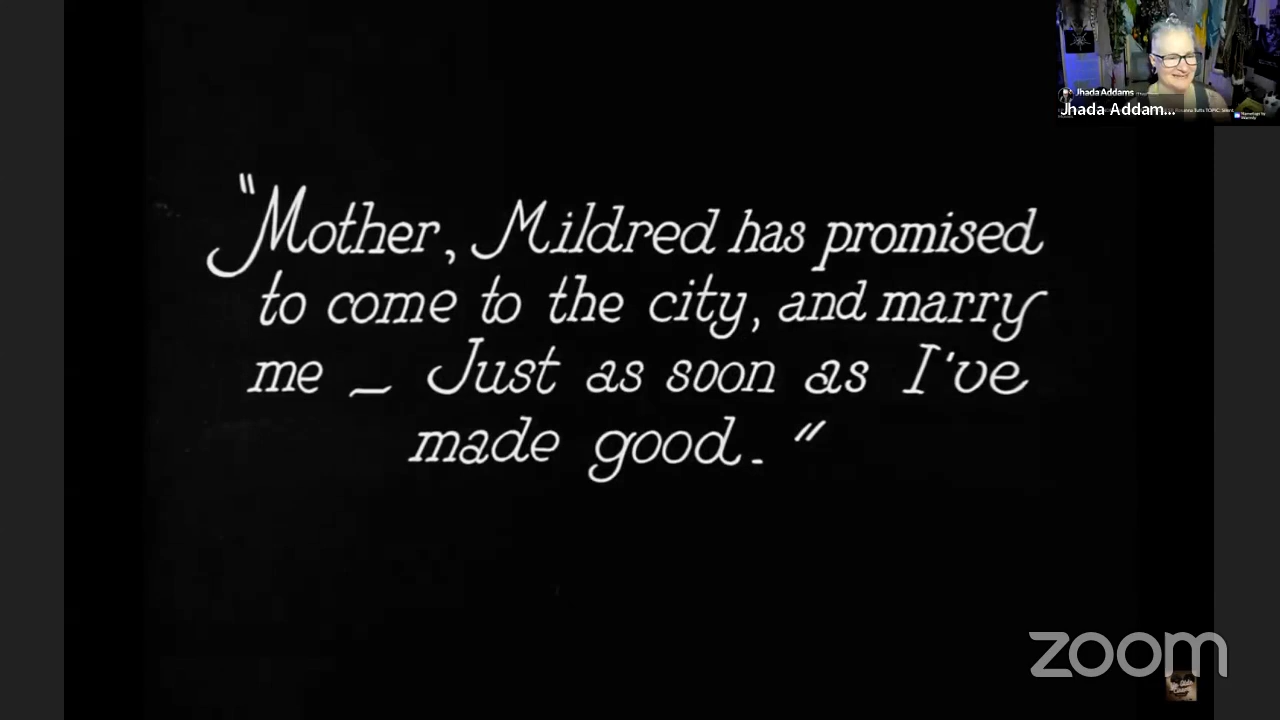 Jhada Addams
Jhada Addam...
"Mother, Mildred has promised
to come to the city, and marry
me — Just as soon as I've
made good."
zoom